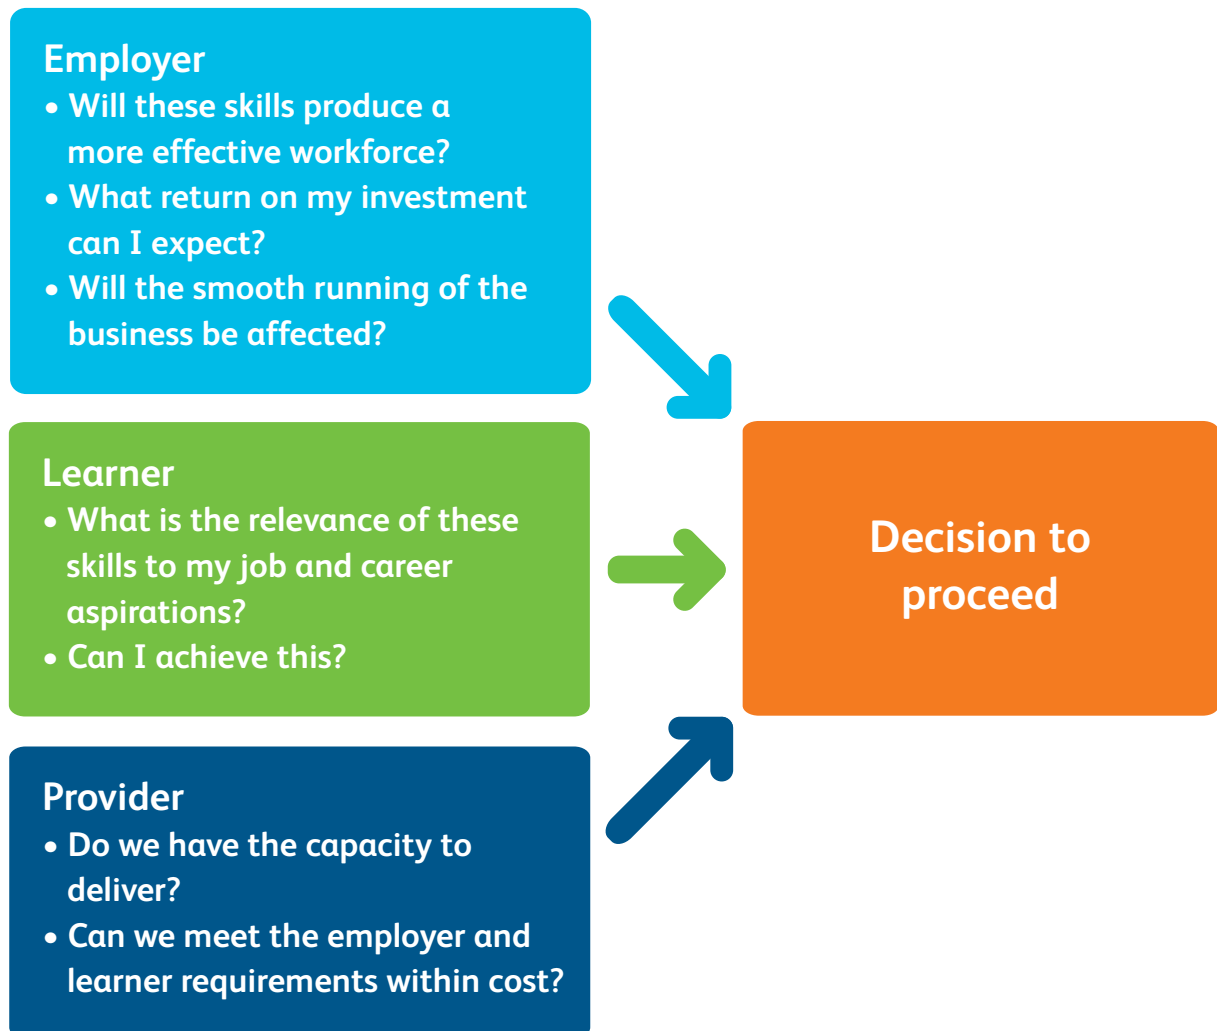 Employer
• Will these skills produce a
more effective workforce?
• What return on my investment
can I expect?
• Will the smooth running of the
business be affected?
Learner
• What is the relevance of these
skills to my job and career
aspirations?
• Can I achieve this?
Provider
• Do we have the capacity to
deliver?
• Can we meet the employer and
learner requirements within cost?
Decision to
proceed